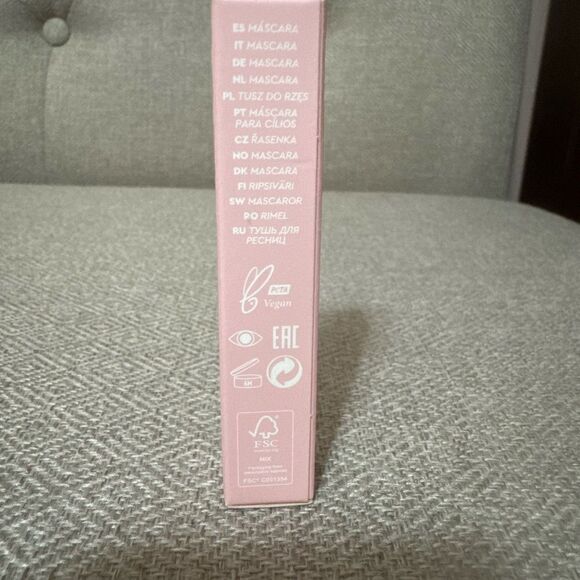 ES MÁSCARA
IT MASCARA
DE MASCARA
NL MASCARA
PL TUSZ DO RZĘS
PT MÁSCARA
PARA CÍLIOS
CZ ŘASENKA
NO MASCARA
DK MASCARA
FI RIPSIVÄRI
SW MASCAROR
RO RIMEL
RU ТУШЬ ДЛЯ
РЕСНИЦ
PETA
Vegan
EAC
6M
FSC
MIX